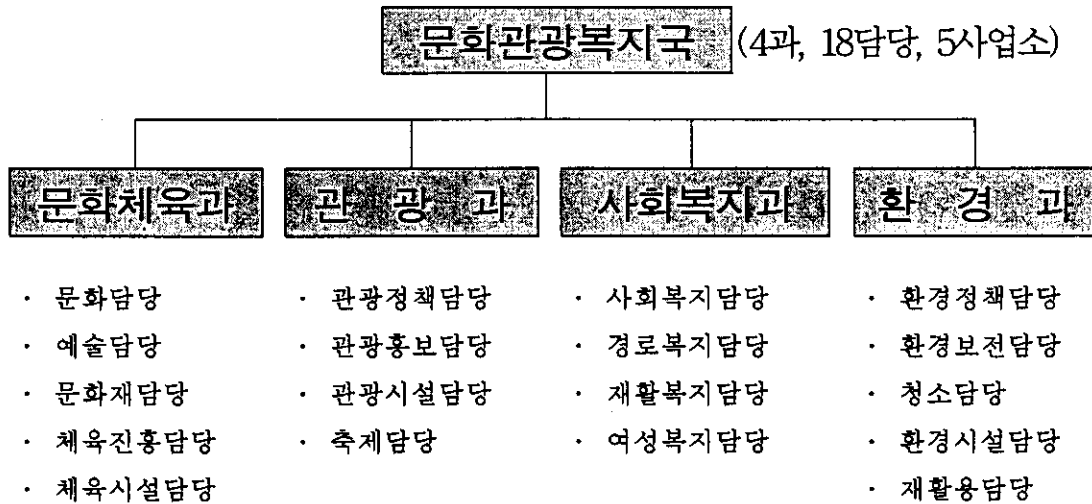 문화관광복지국 (4과, 18담당, 5사업소)
문화체육과 관 광 과 사회복지과 환 경 과
· 문화담당 · 관광정책담당 · 사회복지담당 · 환경정책담당
· 예술담당 · 관광홍보담당 · 경로복지담당 · 환경보전담당
· 문화재담당 · 관광시설담당 · 재활복지담당 · 청소담당
· 체육진흥담당 · 축제담당 · 여성복지담당 · 환경시설담당
· 체육시설담당 · 재활용담당